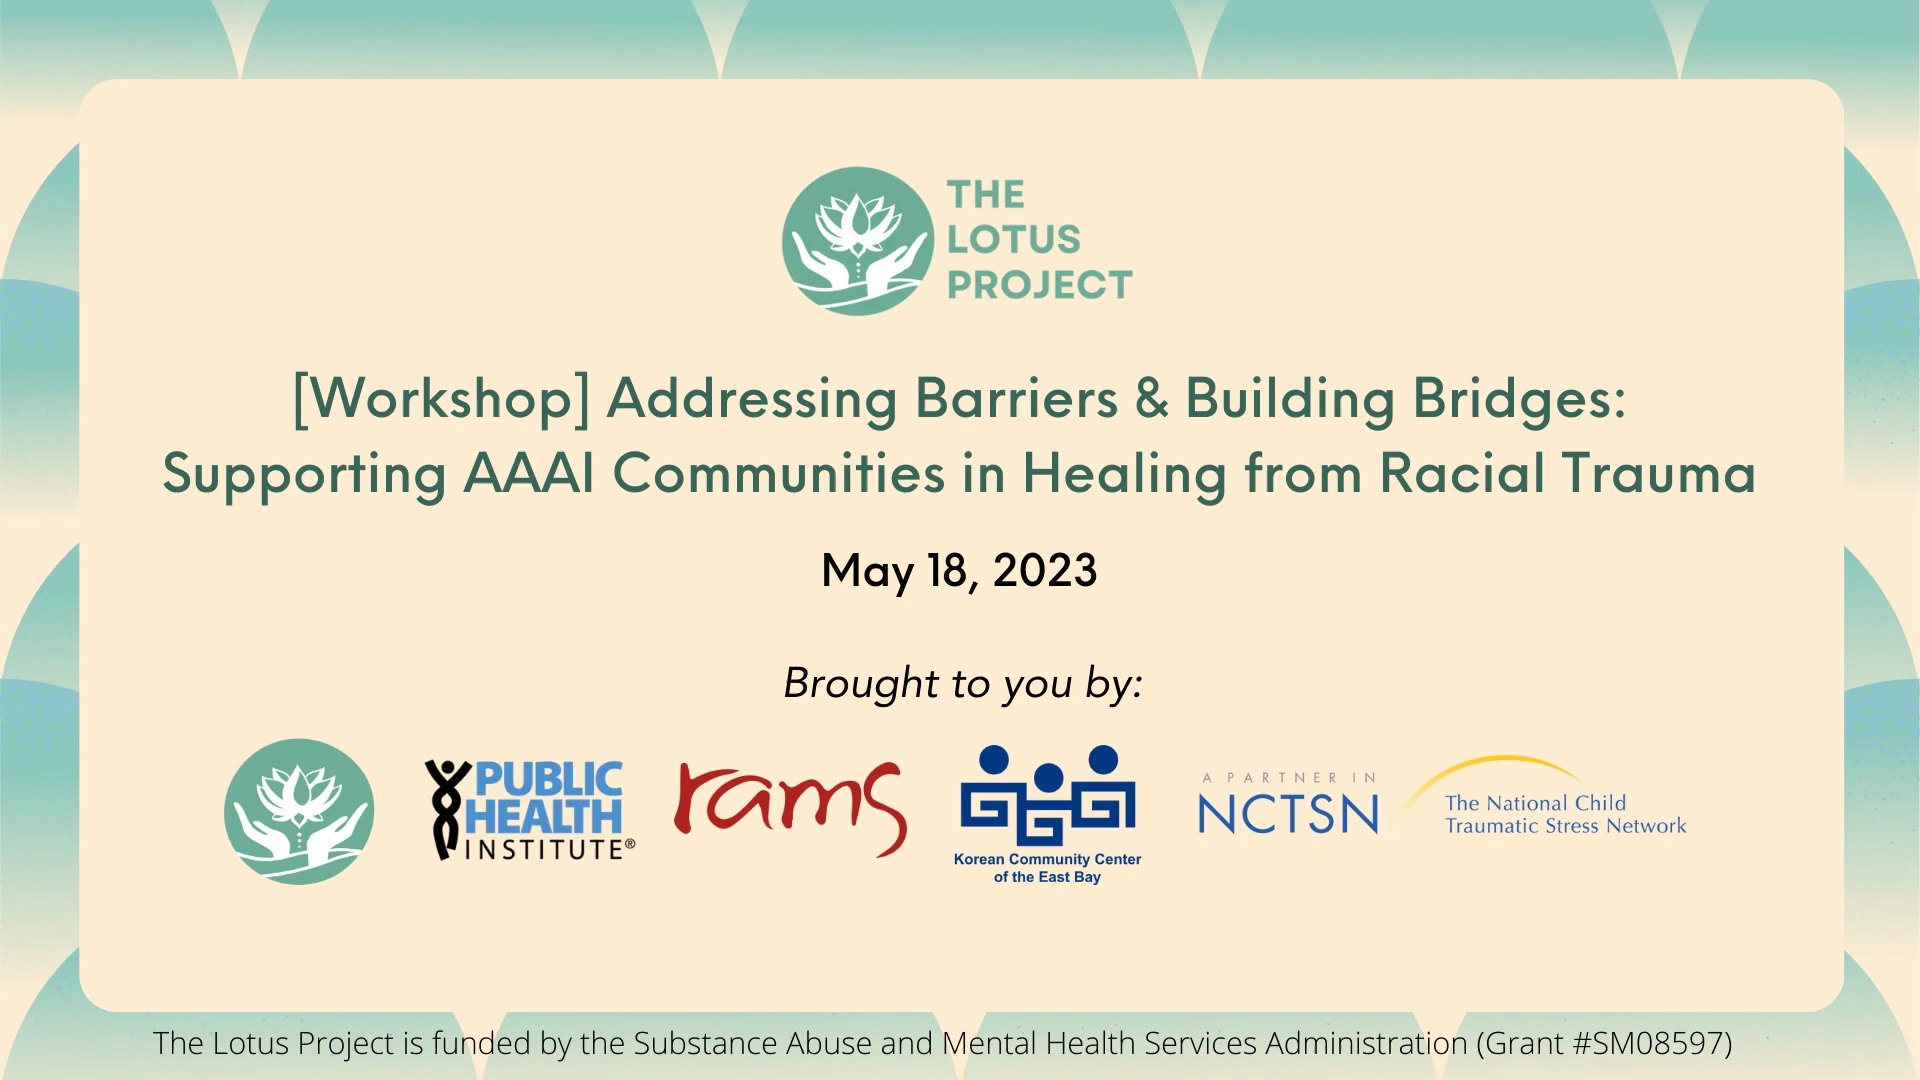 THE
LOTUS
PROJECT
[Workshop] Addressing Barriers & Building Bridges:
Supporting AAAI Communities in Healing from Racial Trauma
May 18, 2023
Brought to you by:
PUBLIC
HEALTH
INSTITUTE®
rams
Korean Community Center
of the East Bay
A PARTNER IN
NCTSN
The National Child
Traumatic Stress Network
The Lotus Project is funded by the Substance Abuse and Mental Health Services Administration (Grant #SM08597)